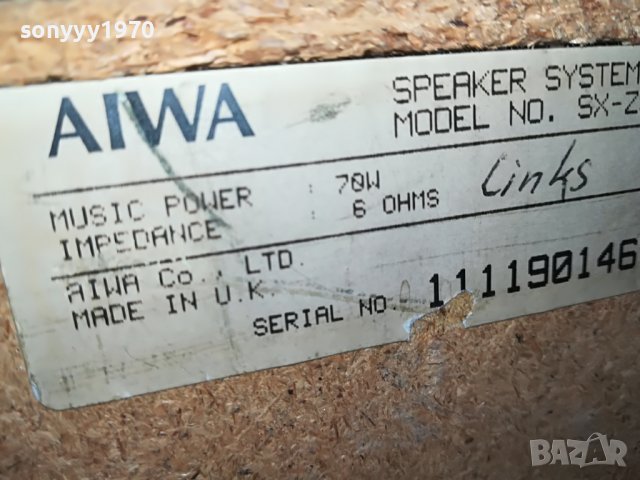 sonyyy1970
AIWA
SPEAKER SYSTEM
MODEL NO. SX-Z
MUSIC POWER : 70W
IMPEDANCE : 6 OHMS
Links
AIWA Co., LTD.
MADE IN U.K.
SERIAL NO. 111190146
BAZAR